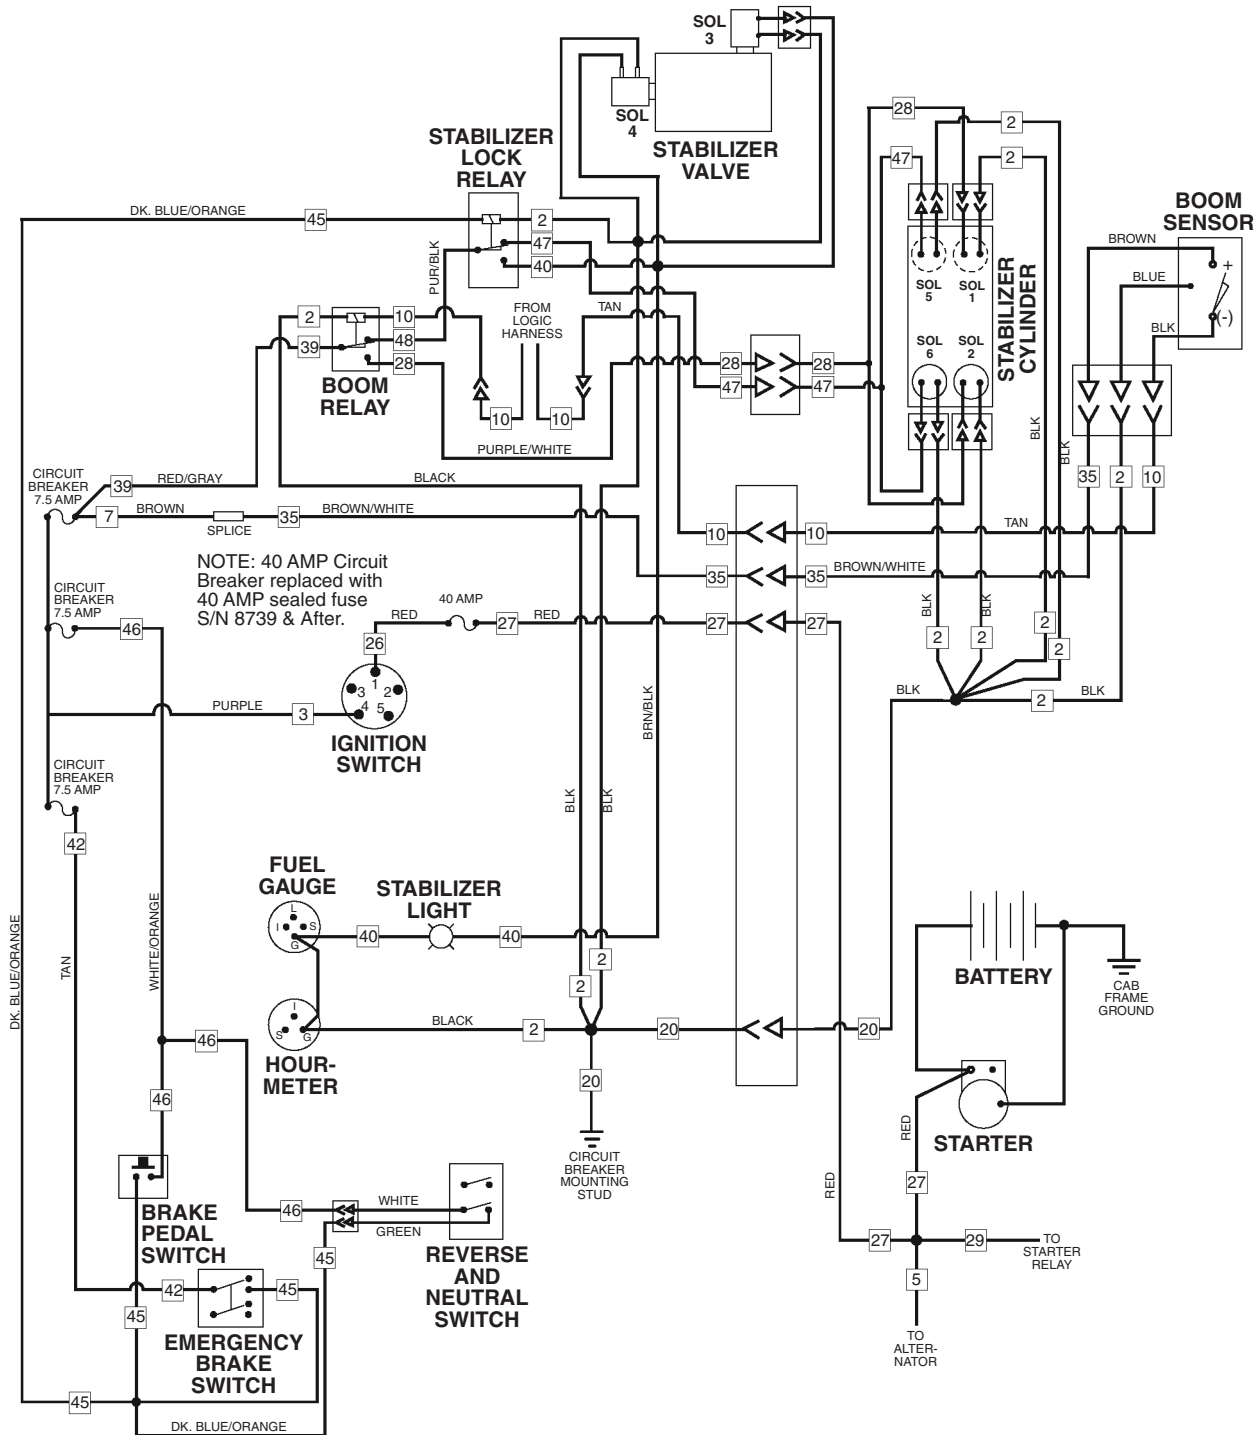 SOL
3
SOL
4
STABILIZER
VALVE
STABILIZER
LOCK
RELAY
28
2
47
2
BOOM
SENSOR
BROWN
+
BLUE
(-)
BLK
DK. BLUE/ORANGE
45
2
47
40
PUR/BLK
SOL
5
SOL
1
SOL
6
SOL
2
STABILIZER
CYLINDER
2
10
39
48
28
BOOM
RELAY
FROM
LOGIC
HARNESS
TAN
10
10
28
28
47
47
PURPLE/WHITE
BLK
BLK
CIRCUIT
BREAKER
7.5 AMP
39
RED/GRAY
BLACK
7
BROWN
SPLICE
35
BROWN/WHITE
35
2
10
10
10
TAN
NOTE: 40 AMP Circuit
Breaker replaced with
40 AMP sealed fuse
S/N 8739 & After.
35
35
BROWN/WHITE
CIRCUIT
BREAKER
7.5 AMP
46
RED
40 AMP
27
RED
27
27
26
BLK
BLK
2
2
2
2
1
3
2
4
5
PURPLE
3
IGNITION
SWITCH
BLK
2
BLK
BRN/BLK
CIRCUIT
BREAKER
7.5 AMP
42
BLK
BLK
FUEL
GAUGE
L
I
S
G
STABILIZER
LIGHT
40
40
DK. BLUE/ORANGE
TAN
WHITE/ORANGE
2
2
BATTERY
CAB
FRAME
GROUND
I
S
G
HOUR-
METER
BLACK
2
20
20
46
20
46
RED
STARTER
CIRCUIT
BREAKER
MOUNTING
STUD
BRAKE
PEDAL
SWITCH
46
WHITE
GREEN
45
REVERSE
AND
NEUTRAL
SWITCH
RED
27
27
29
TO
STARTER
RELAY
5
TO
ALTER-
NATOR
42
45
45
EMERGENCY
BRAKE
SWITCH
45
DK. BLUE/ORANGE